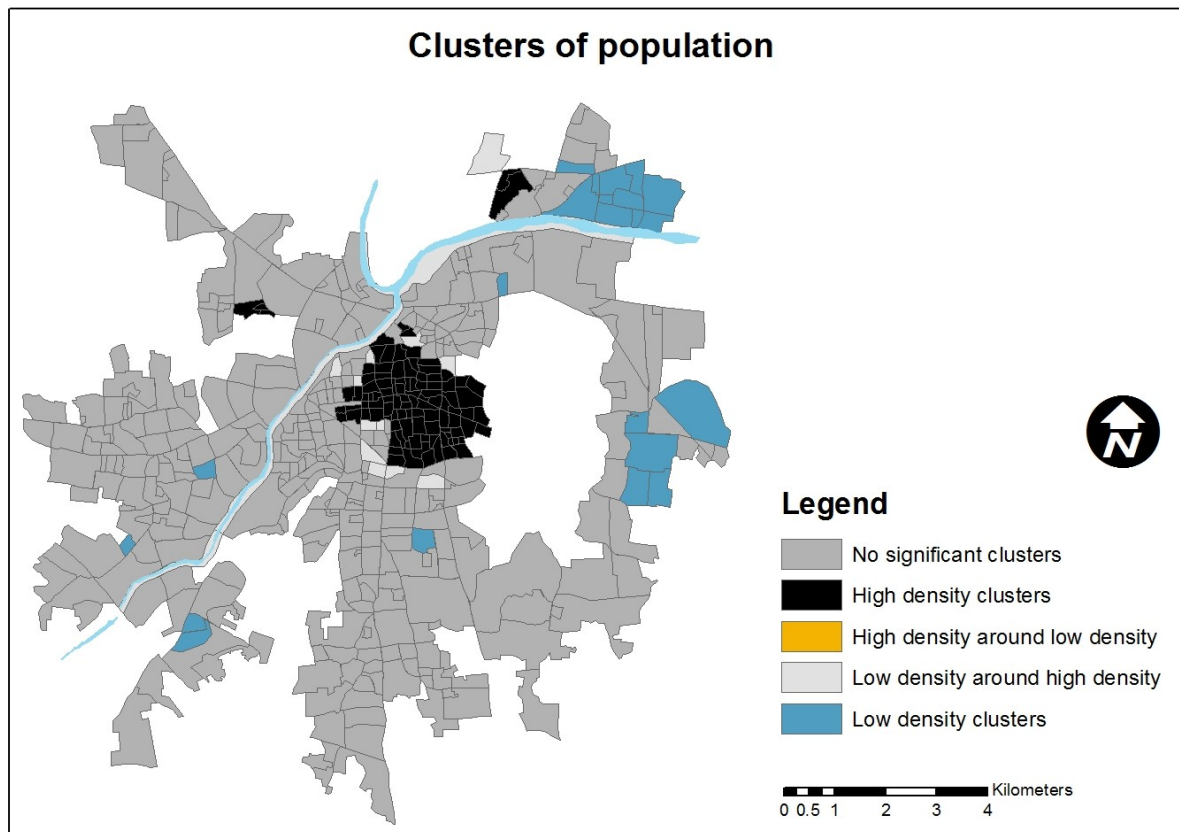 Clusters of population
N
Legend
No significant clusters
High density clusters
High density around low density
Low density around high density
Low density clusters
Kilometers
0 0.5 1 2 3 4